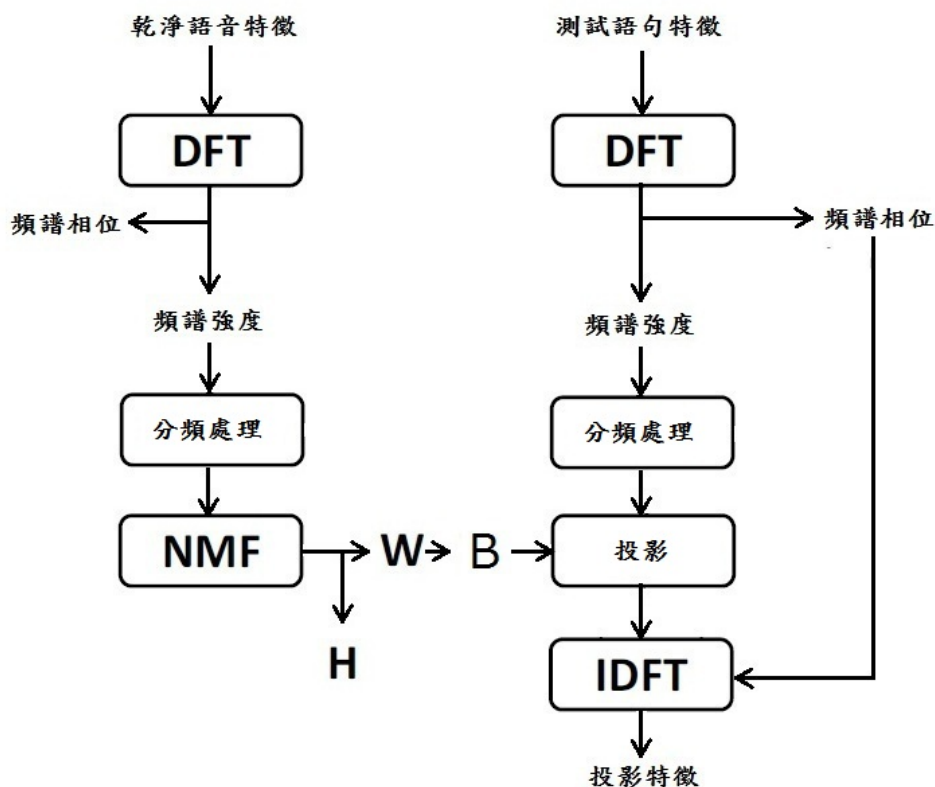 乾淨語音特徵
DFT
頻譜相位
頻譜強度
分頻處理
NMF
W
B
H
測試語句特徵
DFT
頻譜相位
頻譜強度
分頻處理
投影
IDFT
投影特徵